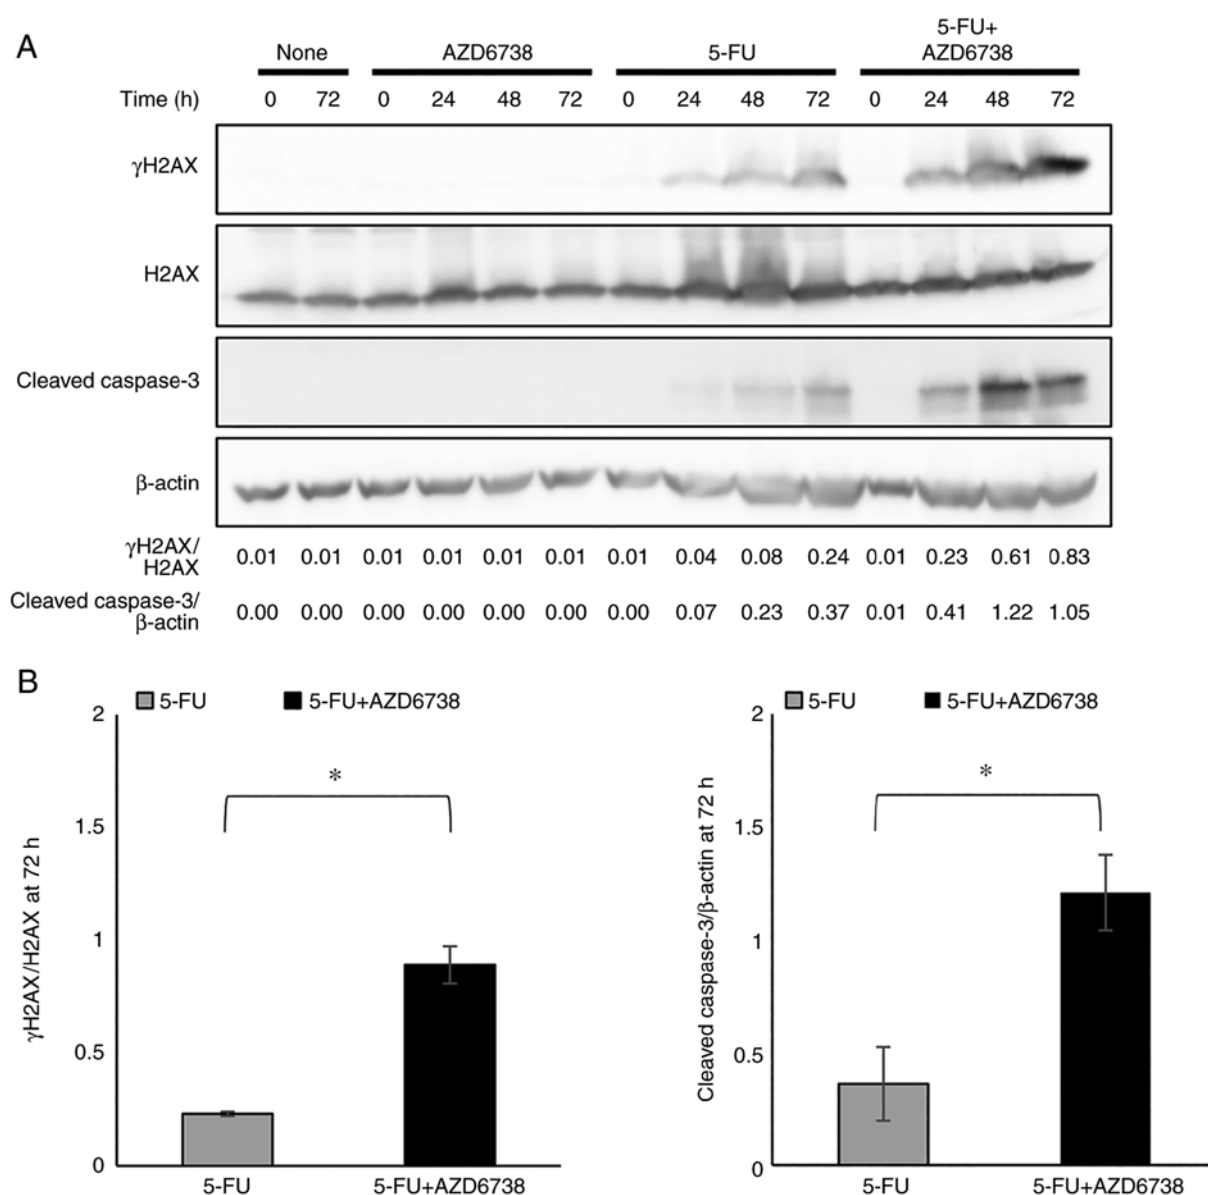 A
None AZD6738 5-FU 5-FU+
AZD6738
Time (h) 0 72 0 24 48 72 0 24 48 72 0 24 48 72
γH2AX
H2AX
Cleaved caspase-3
β-actin
γH2AX/
H2AX 0.01 0.01 0.01 0.01 0.01 0.01 0.01 0.04 0.08 0.24 0.01 0.23 0.61 0.83
Cleaved caspase-3/
β-actin 0.00 0.00 0.00 0.00 0.00 0.00 0.00 0.07 0.23 0.37 0.01 0.41 1.22 1.05
B
5-FU 5-FU+AZD6738
2
1.5
1
0.5
0
γH2AX/H2AX at 72 h
*
5-FU 5-FU+AZD6738
5-FU 5-FU+AZD6738
2
1.5
1
0.5
0
Cleaved caspase-3/β-actin at 72 h
*
5-FU 5-FU+AZD6738